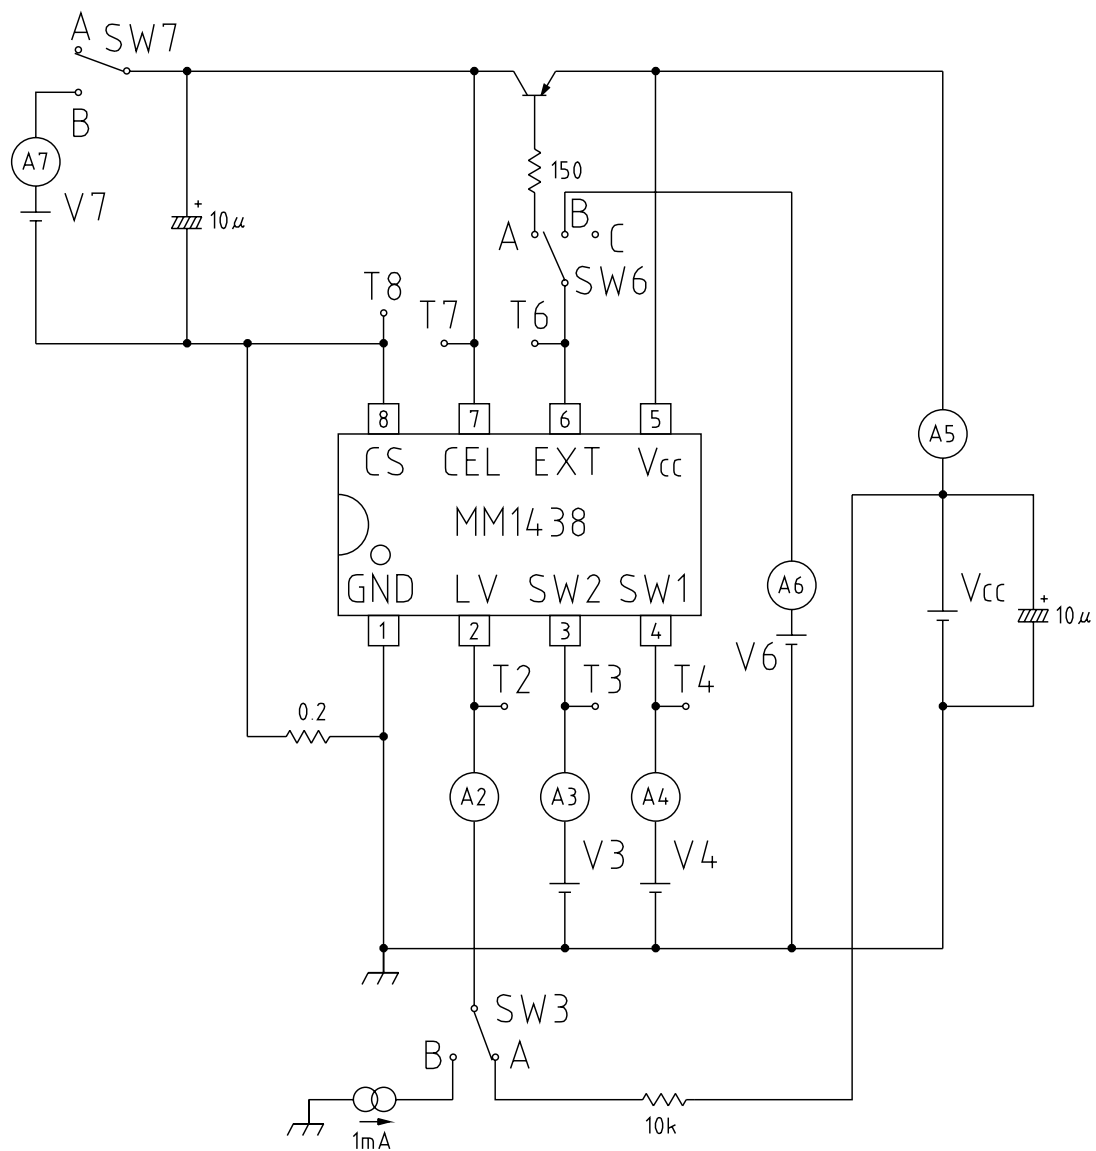 A SW7
B
A7
V7
+
10μ
150
A
B
C
SW6
T8
T7
T6
8 7 6 5
CS CEL EXT Vcc
A5
MM1438
GND LV SW2 SW1
1 2 3 4
A6
V6
Vcc
+
10μ
T2 T3 T4
0.2
A2 A3 A4
V3 V4
SW3
B A
10k
1mA